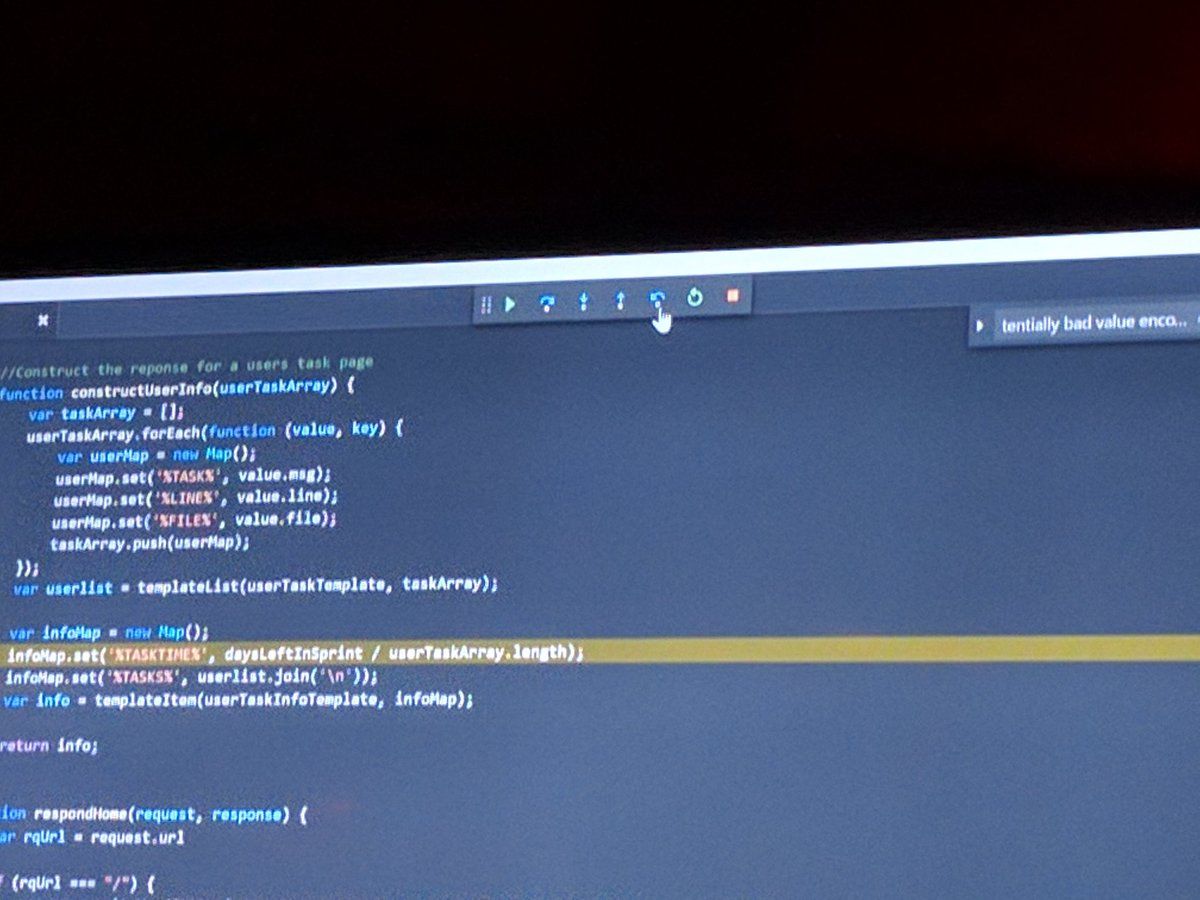 tentially bad value enco...
//Construct the reponse for a users task page
function constructUserInfo(userTaskArray) {
var taskArray = [];
userTaskArray.forEach(function (value, key) {
var userMap = new Map();
userMap.set('%TASK%', value.msg);
userMap.set('%LINE%', value.line);
userMap.set('%FILE%', value.file);
taskArray.push(userMap);
});
var userlist = templateList(userTaskTemplate, taskArray);
var infoMap = new Map();
infoMap.set('%TASKTIME%', daysLeftInSprint / userTaskArray.length);
infoMap.set('%TASKS%', userlist.join('\n'));
var info = templateItem(userTaskInfoTemplate, infoMap);
return info;
ion respondHome(request, response) {
ar rqUrl = request.url
(rqUrl === "/") {